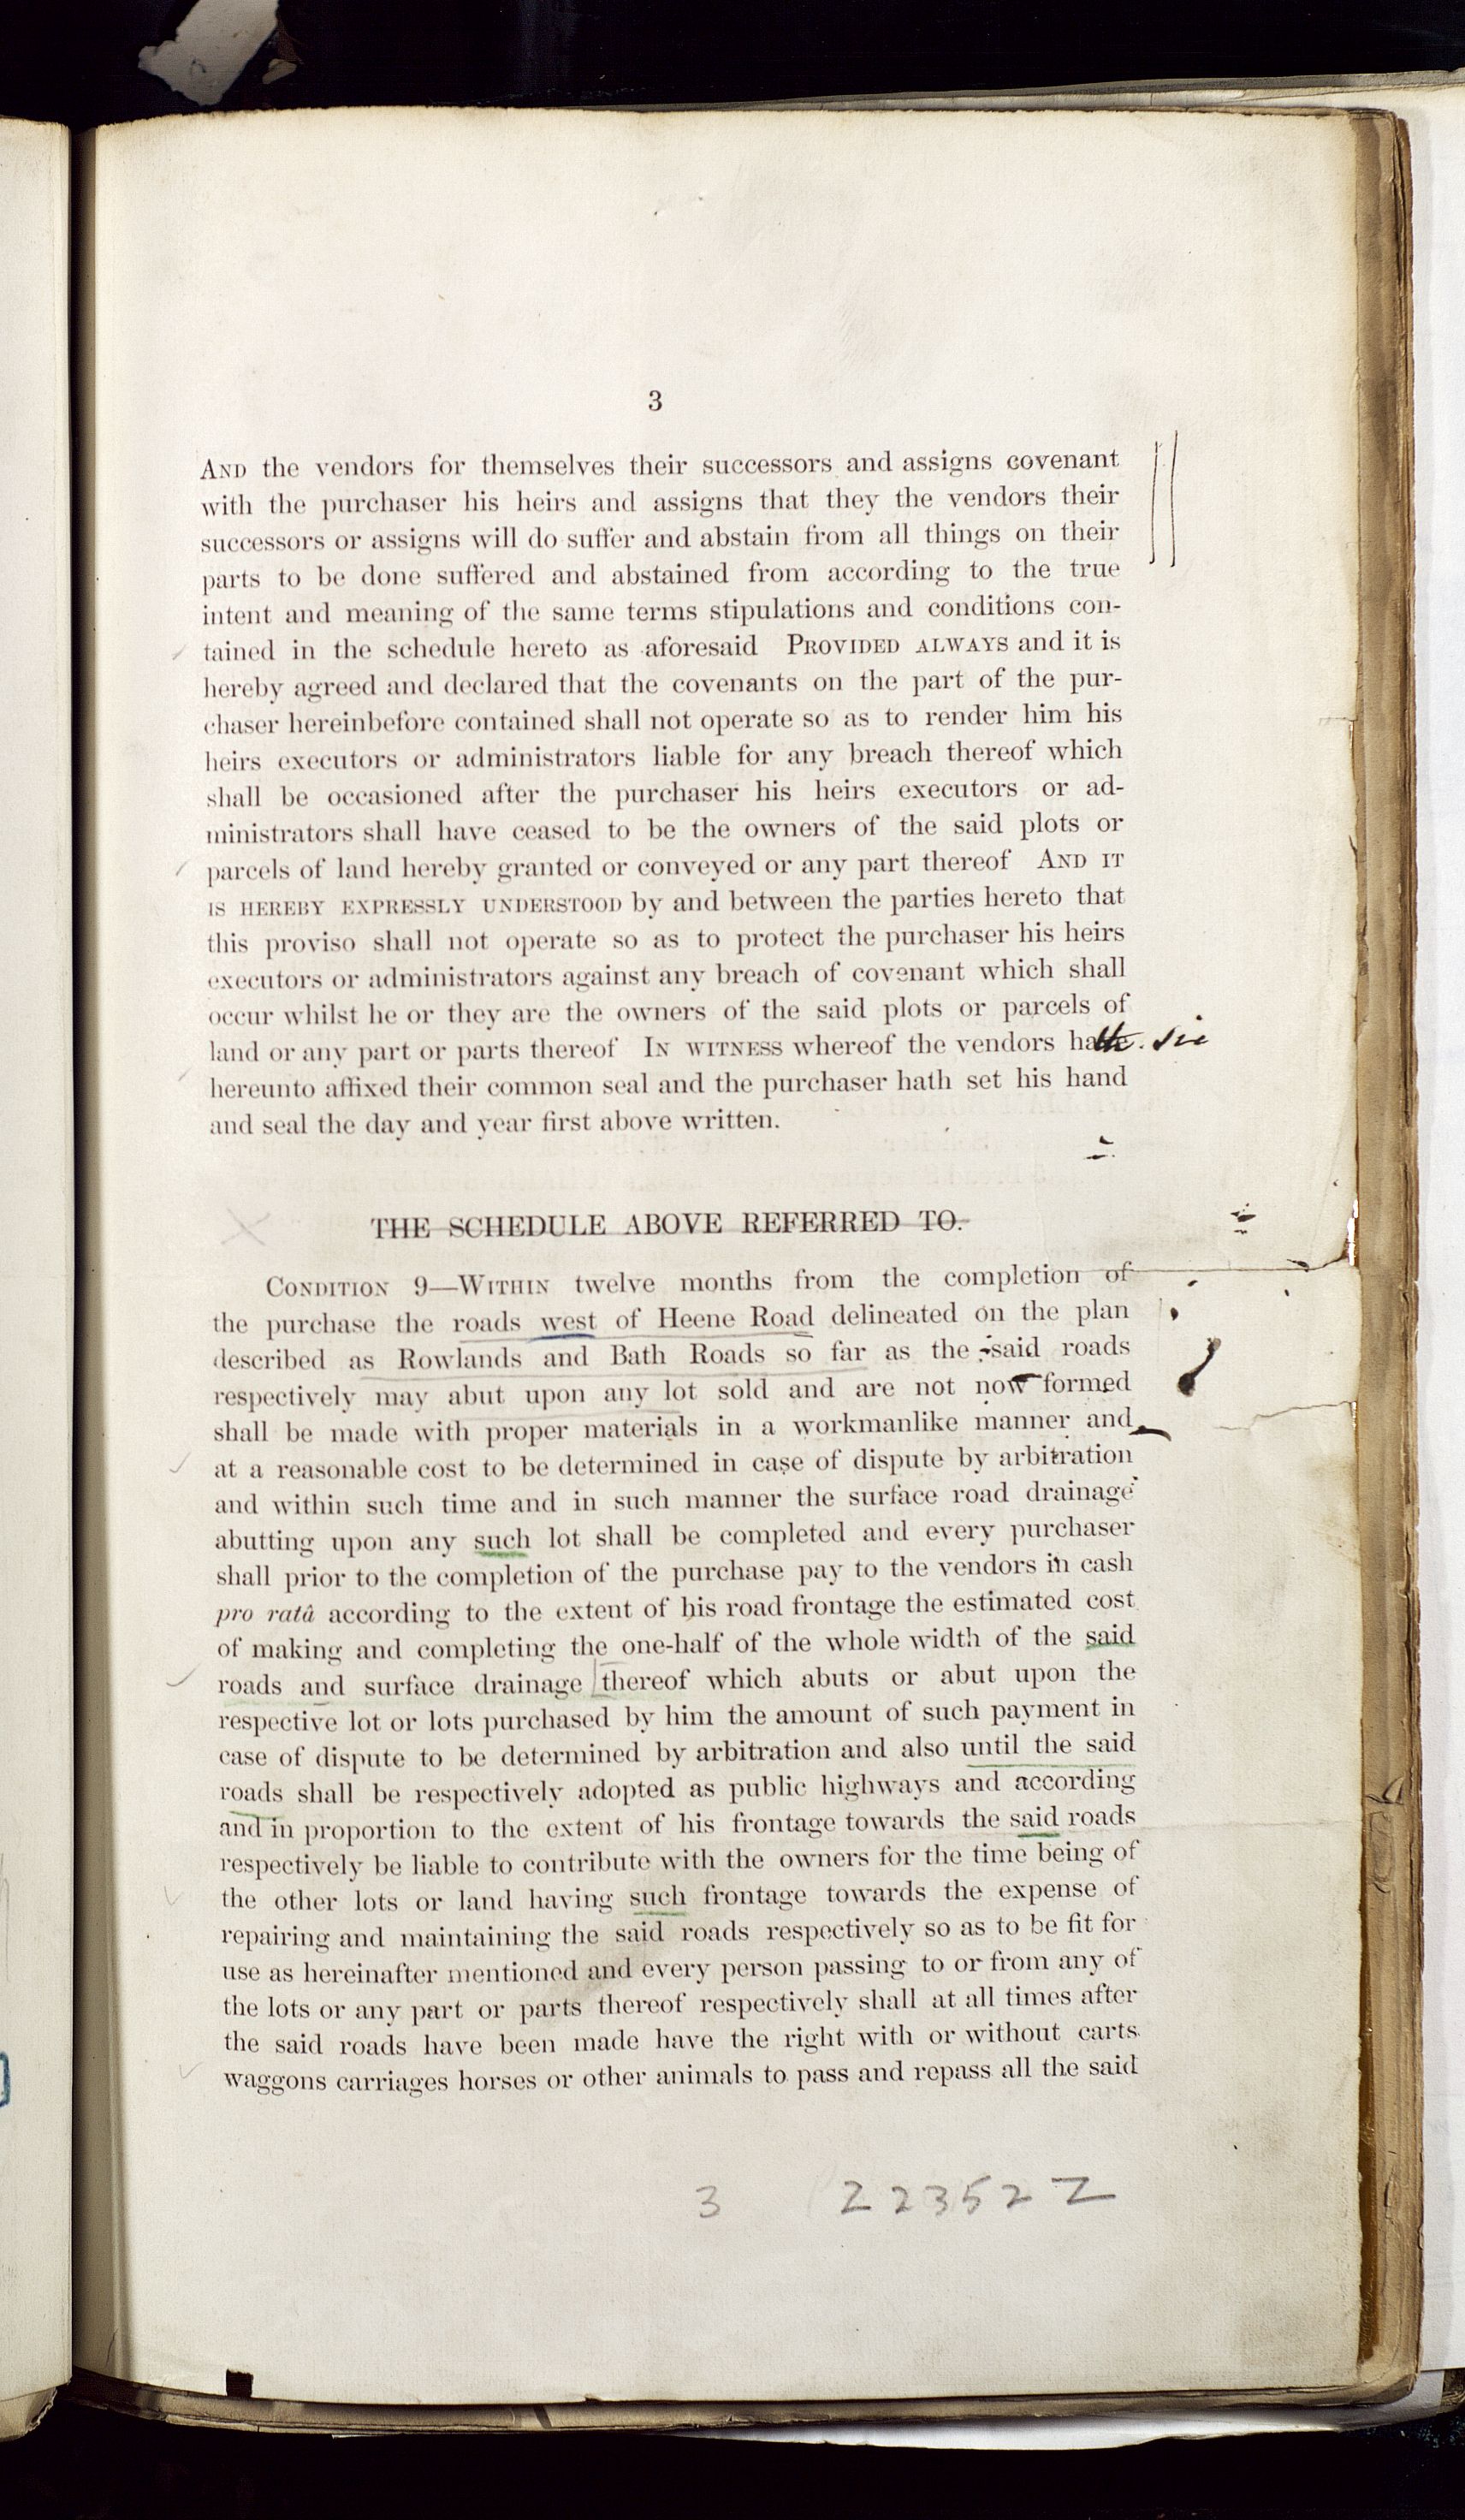 3
AND the vendors for themselves their successors and assigns covenant
with the purchaser his heirs and assigns that they the vendors their
successors or assigns will do suffer and abstain from all things on their
parts to be done suffered and abstained from according to the true
intent and meaning of the same terms stipulations and conditions con-
tained in the schedule hereto as aforesaid PROVIDED ALWAYS and it is
hereby agreed and declared that the covenants on the part of the pur-
chaser hereinbefore contained shall not operate so as to render him his
heirs executors or administrators liable for any breach thereof which
shall be occasioned after the purchaser his heirs executors or ad-
ministrators shall have ceased to be the owners of the said plots or
parcels of land hereby granted or conveyed or any part thereof AND IT
IS HEREBY EXPRESSLY UNDERSTOOD by and between the parties hereto that
this proviso shall not operate so as to protect the purchaser his heirs
executors or administrators against any breach of covenant which shall
occur whilst he or they are the owners of the said plots or parcels of
land or any part or parts thereof IN WITNESS whereof the vendors hath. sic
hereunto affixed their common seal and the purchaser hath set his hand
and seal the day and year first above written.
THE SCHEDULE ABOVE REFERRED TO.
CONDITION 9—WITHIN twelve months from the completion of
the purchase the roads west of Heene Road delineated on the plan
described as Rowlands and Bath Roads so far as the said roads
respectively may abut upon any lot sold and are not now formed
shall be made with proper materials in a workmanlike manner and
at a reasonable cost to be determined in case of dispute by arbitration
and within such time and in such manner the surface road drainage
abutting upon any such lot shall be completed and every purchaser
shall prior to the completion of the purchase pay to the vendors in cash
pro ratâ according to the extent of his road frontage the estimated cost
of making and completing the one-half of the whole width of the said
roads and surface drainage thereof which abuts or abut upon the
respective lot or lots purchased by him the amount of such payment in
case of dispute to be determined by arbitration and also until the said
roads shall be respectively adopted as public highways and according
and in proportion to the extent of his frontage towards the said roads
respectively be liable to contribute with the owners for the time being of
the other lots or land having such frontage towards the expense of
repairing and maintaining the said roads respectively so as to be fit for
use as hereinafter mentioned and every person passing to or from any of
the lots or any part or parts thereof respectively shall at all times after
the said roads have been made have the right with or without carts
waggons carriages horses or other animals to pass and repass all the said
3 Z2352Z